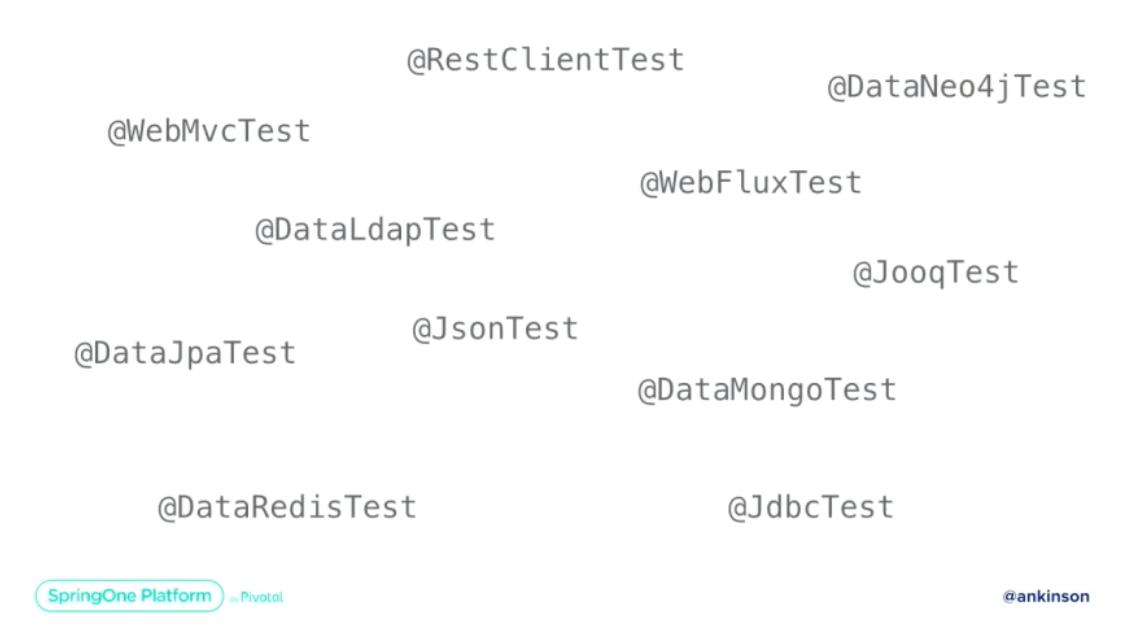 @RestClientTest
@DataNeo4jTest
@WebMvcTest
@WebFluxTest
@DataLdapTest
@JooqTest
@JsonTest
@DataJpaTest
@DataMongoTest
@DataRedisTest
@JdbcTest
SpringOne Platform by Pivotal
@ankinson